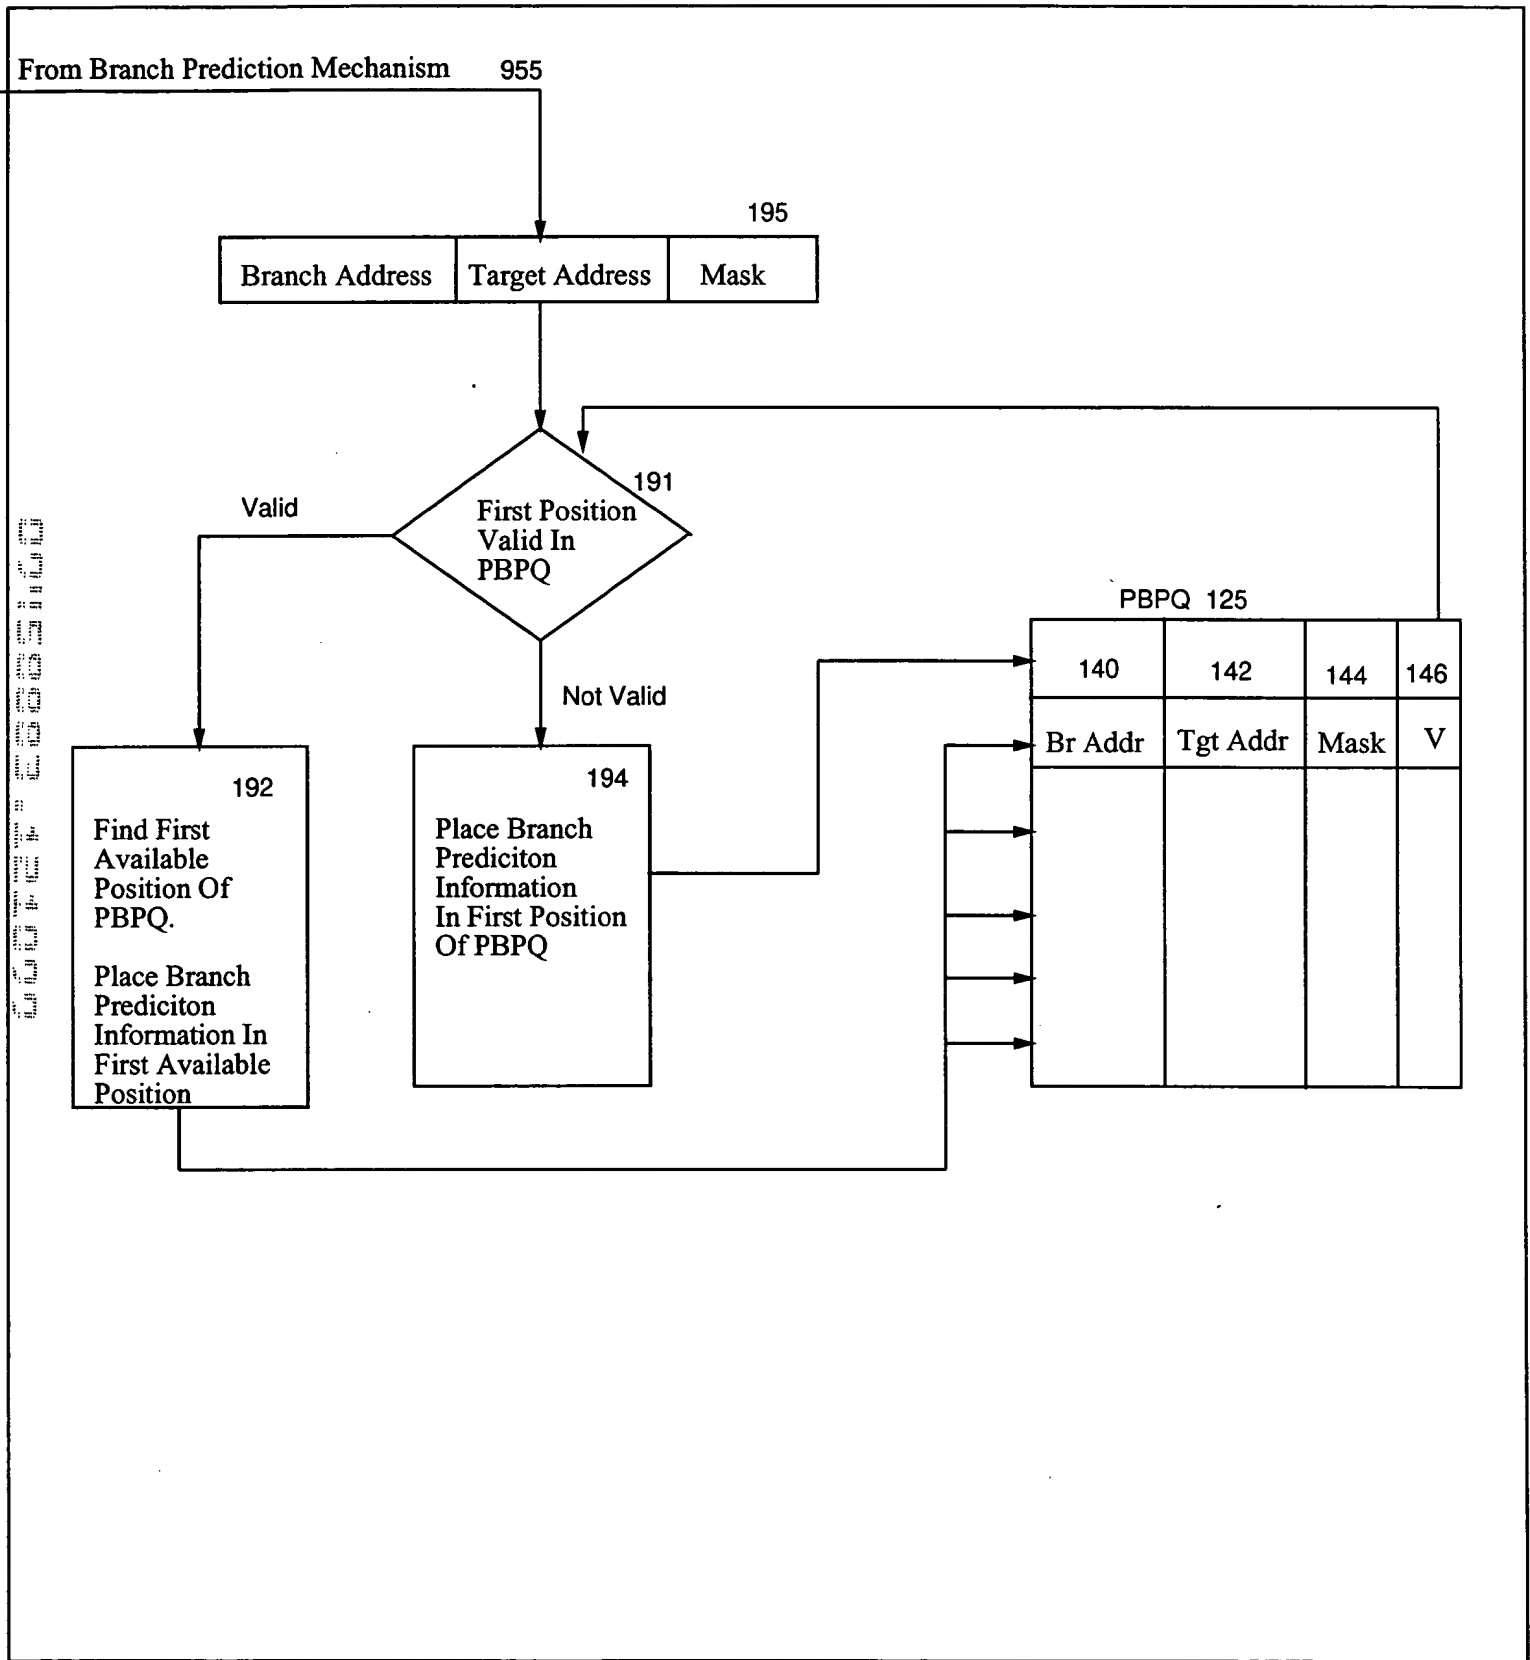 From Branch Prediction Mechanism 955
195
Branch Address Target Address Mask
191
First Position
Valid In
PBPQ
Valid
Not Valid
PBPQ 125
140 142 144 146
Br Addr Tgt Addr Mask V
192
Find First
Available
Position Of
PBPQ.
Place Branch
Prediciton
Information In
First Available
Position
194
Place Branch
Prediciton
Information
In First Position
Of PBPQ